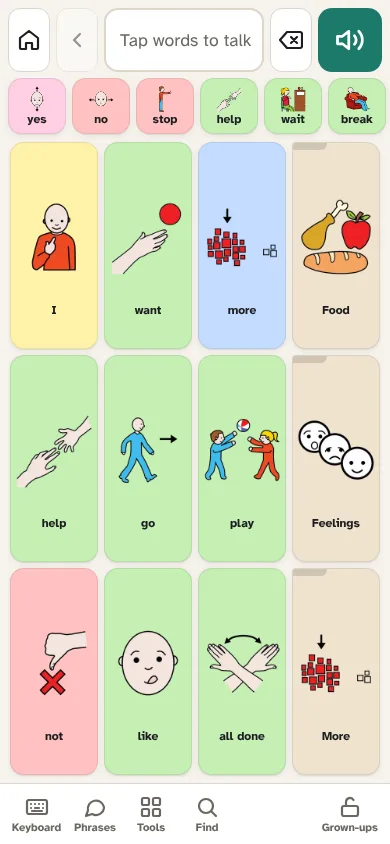 Tap words to talk
yes
no
stop
help
wait
break
I
want
more
Food
help
go
play
Feelings
not
like
all done
More
Keyboard
Phrases
Tools
Find
Grown-ups